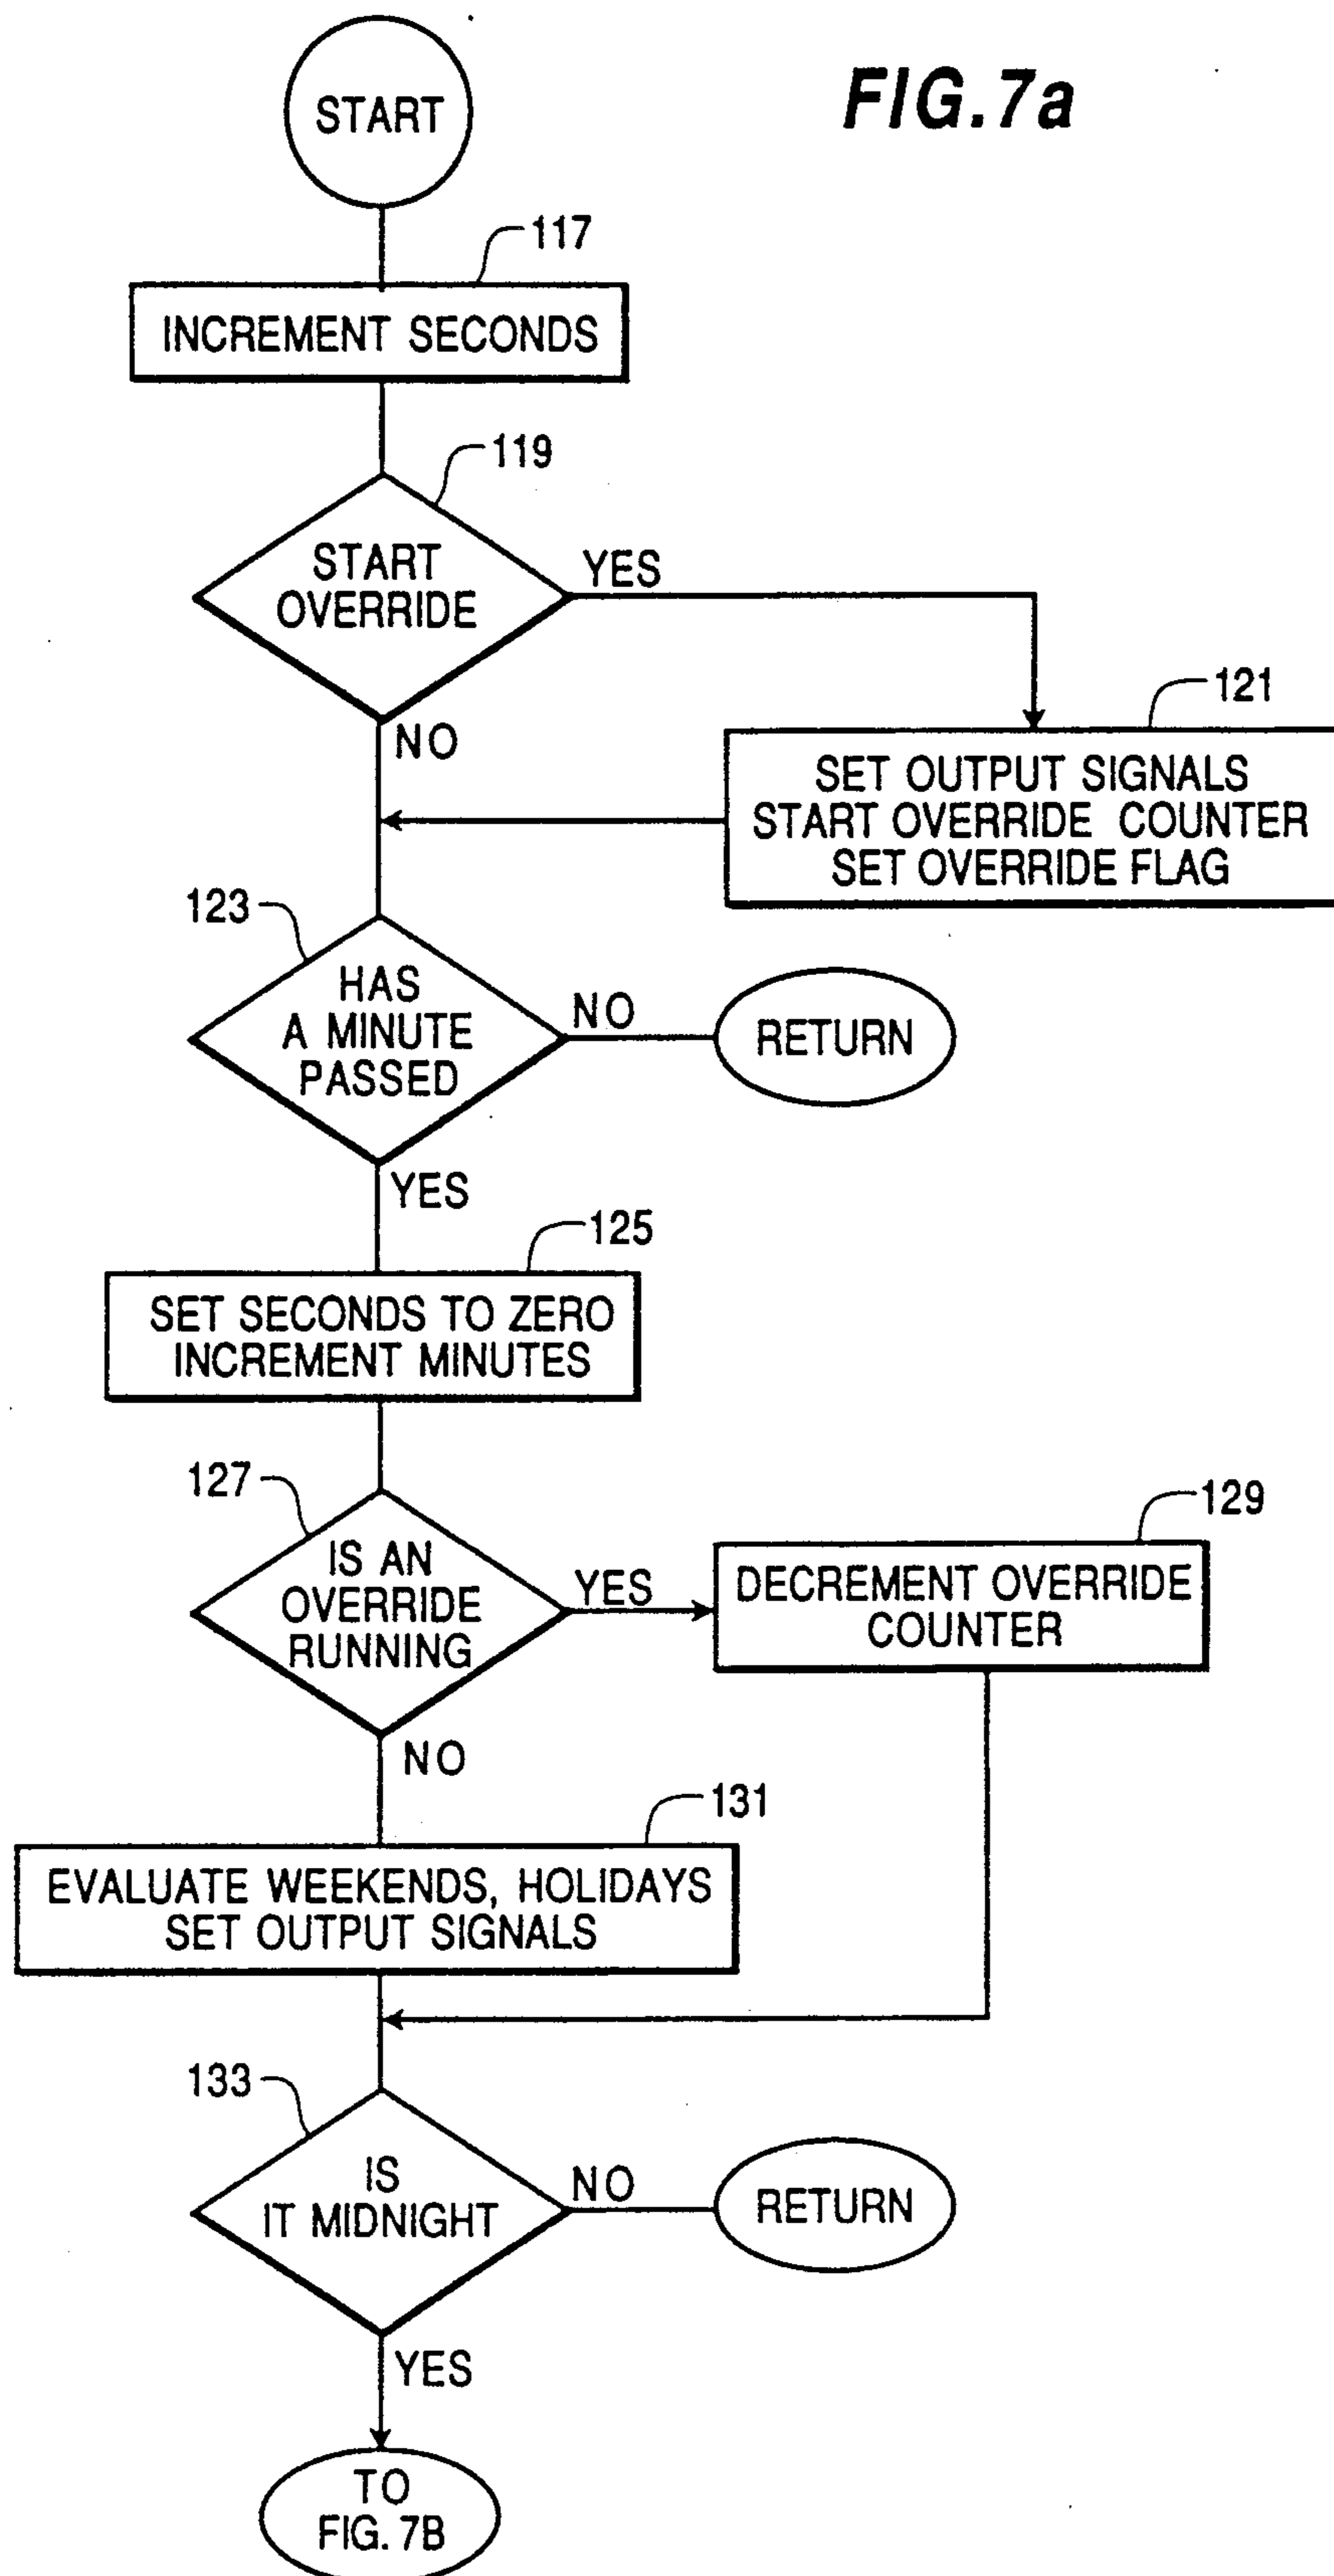 FIG.7a
START
117
INCREMENT SECONDS
119
START
OVERRIDE
YES
NO
121
SET OUTPUT SIGNALS
START OVERRIDE COUNTER
SET OVERRIDE FLAG
123
HAS
A MINUTE
PASSED
NO
RETURN
YES
125
SET SECONDS TO ZERO
INCREMENT MINUTES
127
IS AN
OVERRIDE
RUNNING
YES
129
DECREMENT OVERRIDE
COUNTER
NO
131
EVALUATE WEEKENDS, HOLIDAYS
SET OUTPUT SIGNALS
133
IS
IT MIDNIGHT
NO
RETURN
YES
TO
FIG. 7B